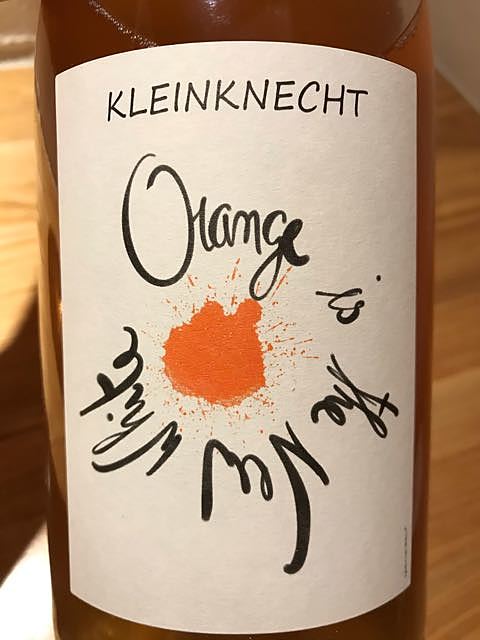 KLEINKNECHT
Orange
is
the
New
White